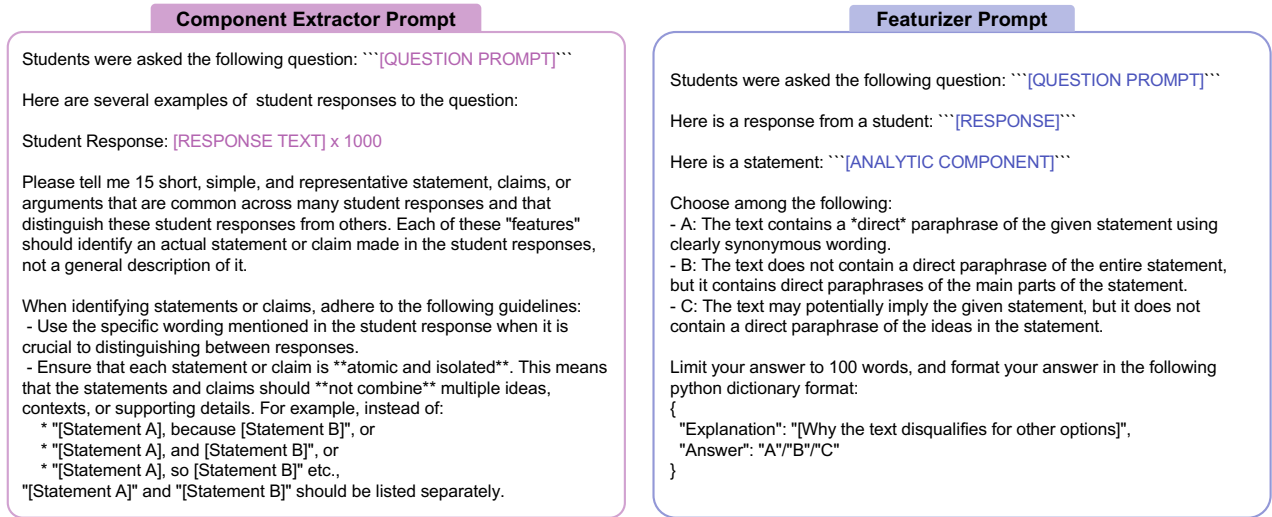 Component Extractor Prompt
Students were asked the following question: ```[QUESTION PROMPT]```
Here are several examples of  student responses to the question:
Student Response: [RESPONSE TEXT] x 1000
Please tell me 15 short, simple, and representative statement, claims, or
arguments that are common across many student responses and that
distinguish these student responses from others. Each of these "features"
should identify an actual statement or claim made in the student responses,
not a general description of it.
When identifying statements or claims, adhere to the following guidelines:
- Use the specific wording mentioned in the student response when it is
crucial to distinguishing between responses.
- Ensure that each statement or claim is **atomic and isolated**. This means
that the statements and claims should **not combine** multiple ideas,
contexts, or supporting details. For example, instead of:
* "[Statement A], because [Statement B]", or
* "[Statement A], and [Statement B]", or
* "[Statement A], so [Statement B]" etc.,
"[Statement A]" and "[Statement B]" should be listed separately.
Featurizer Prompt
Students were asked the following question: ```[QUESTION PROMPT]```
Here is a response from a student: ```[RESPONSE]```
Here is a statement: ```[ANALYTIC COMPONENT]```
Choose among the following:
- A: The text contains a *direct* paraphrase of the given statement using
clearly synonymous wording.
- B: The text does not contain a direct paraphrase of the entire statement,
but it contains direct paraphrases of the main parts of the statement.
- C: The text may potentially imply the given statement, but it does not
contain a direct paraphrase of the ideas in the statement.
Limit your answer to 100 words, and format your answer in the following
python dictionary format:
{
"Explanation": "[Why the text disqualifies for other options]",
"Answer": "A"/"B"/"C"
}